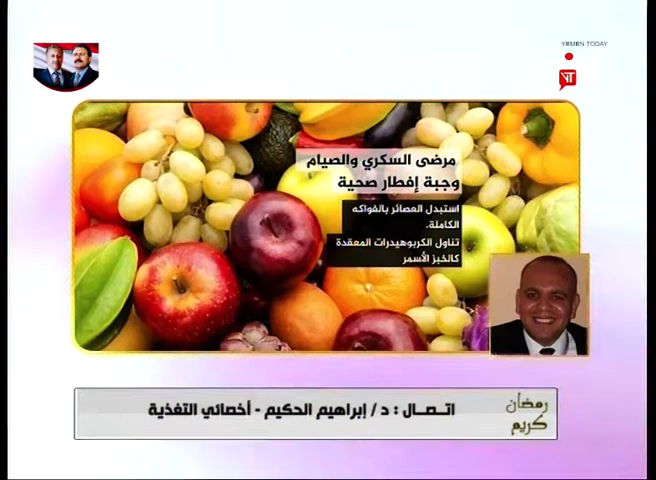 YEMEN TODAY
مرضى السكري والصيام
وجبة إفطار صحية
استبدل العصائر بالفواكه
الكاملة.
تناول الكربوهيدرات المعقدة
كالخبز الأسمر
رمضان
كريم
اتـصـال : د / إبراهيم الحكيم - أخصائي التغذية